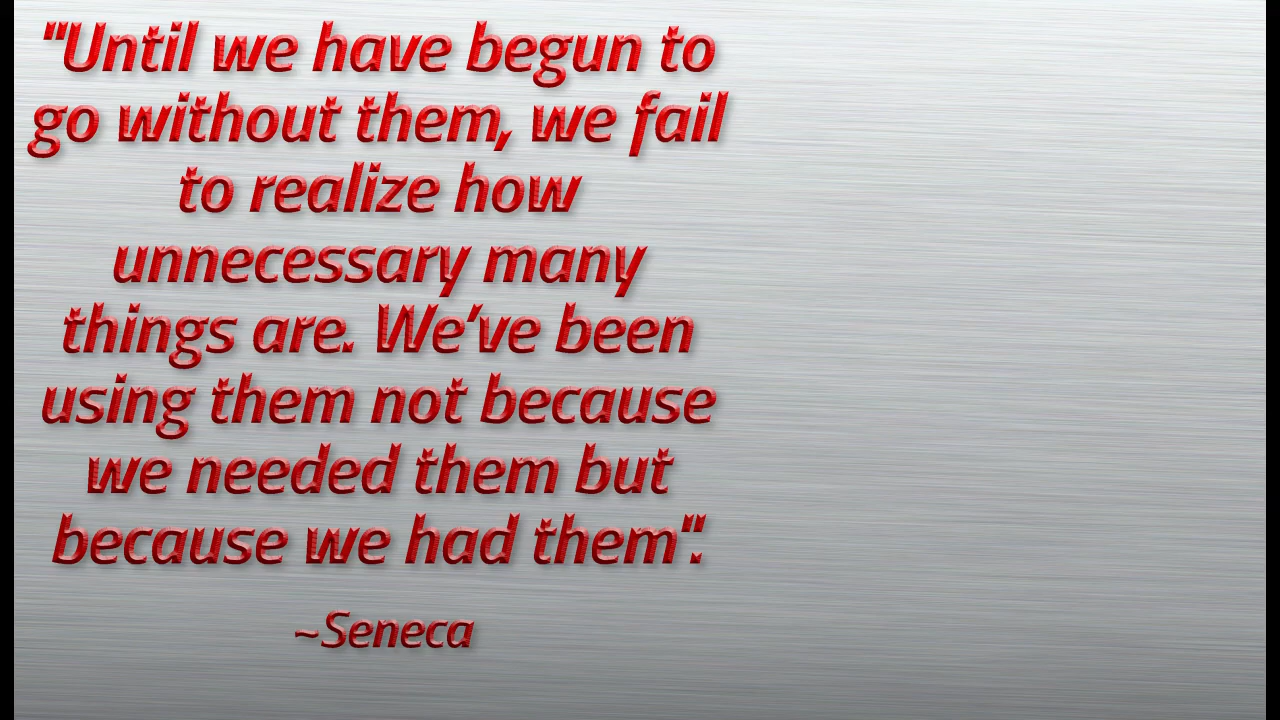 "Until we have begun to
go without them, we fail
to realize how
unnecessary many
things are. We've been
using them not because
we needed them but
because we had them".
~Seneca